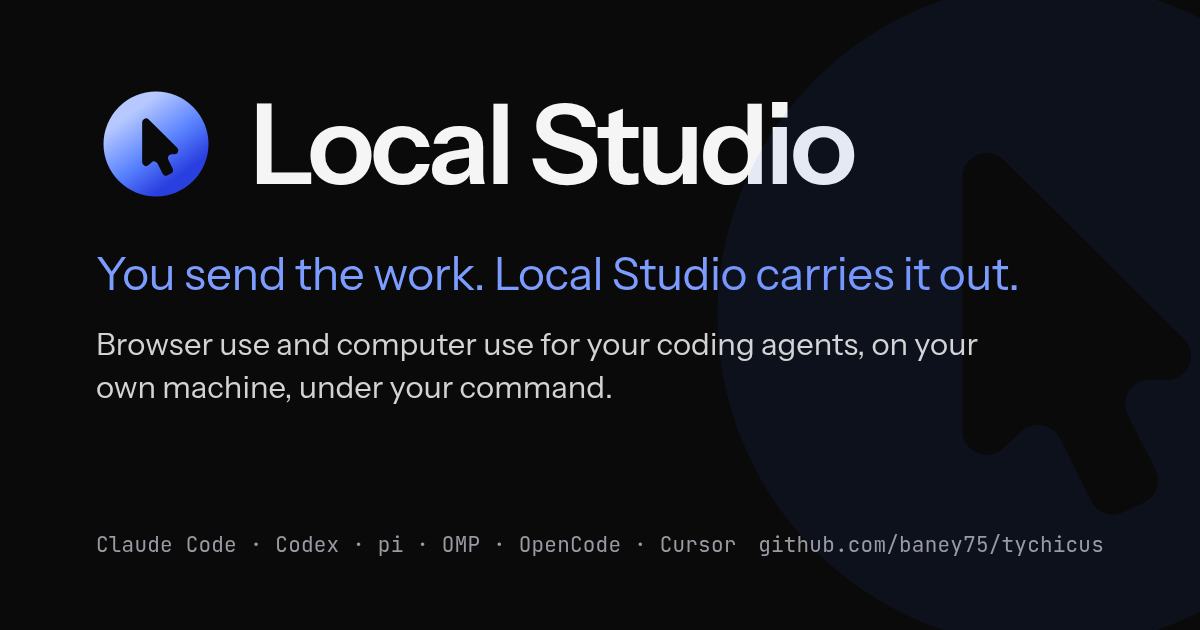 Local Studio
You send the work. Local Studio carries it out.
Browser use and computer use for your coding agents, on your
own machine, under your command.
Claude Code · Codex · pi · OMP · OpenCode · Cursor github.com/baney75/tychicus